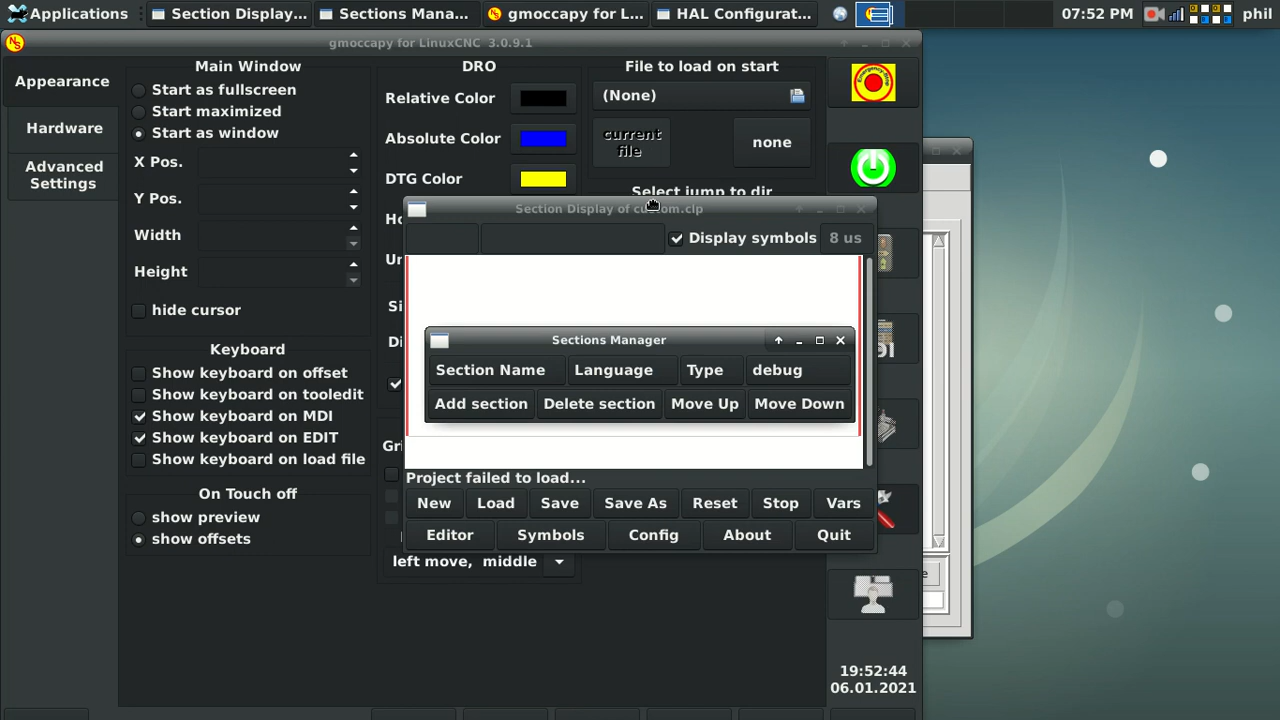 Applications
Section Display...
Sections Mana...
gmoccapy for L...
HAL Configurat...
07:52 PM
phil
gmoccapy for LinuxCNC 3.0.9.1
Appearance
Hardware
Advanced
Settings
Main Window
Start as fullscreen
Start maximized
Start as window
X Pos.
Y Pos.
Width
Height
hide cursor
Keyboard
Show keyboard on offset
Show keyboard on tooledit
Show keyboard on MDI
Show keyboard on EDIT
Show keyboard on load file
On Touch off
show preview
show offsets
DRO
Relative Color
Absolute Color
DTG Color
File to load on start
(None)
current
file
none
Select jump to dir
Section Display of custom.clp
Display symbols
8 us
Sections Manager
Section Name
Language
Type
debug
Add section
Delete section
Move Up
Move Down
Project failed to load...
New
Load
Save
Save As
Reset
Stop
Vars
Editor
Symbols
Config
About
Quit
left move, middle
19:52:44
06.01.2021